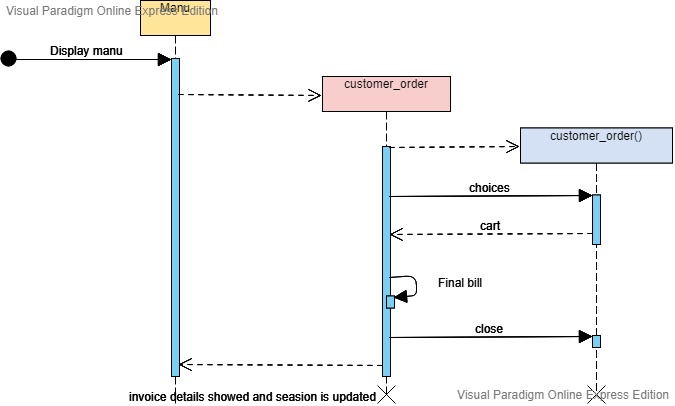 Visual Paradigm Online Express Edition
Manu
Display manu
customer_order
customer_order()
choices
cart
Final bill
close
invoice details showed and seasion is updated
Visual Paradigm Online Express Edition